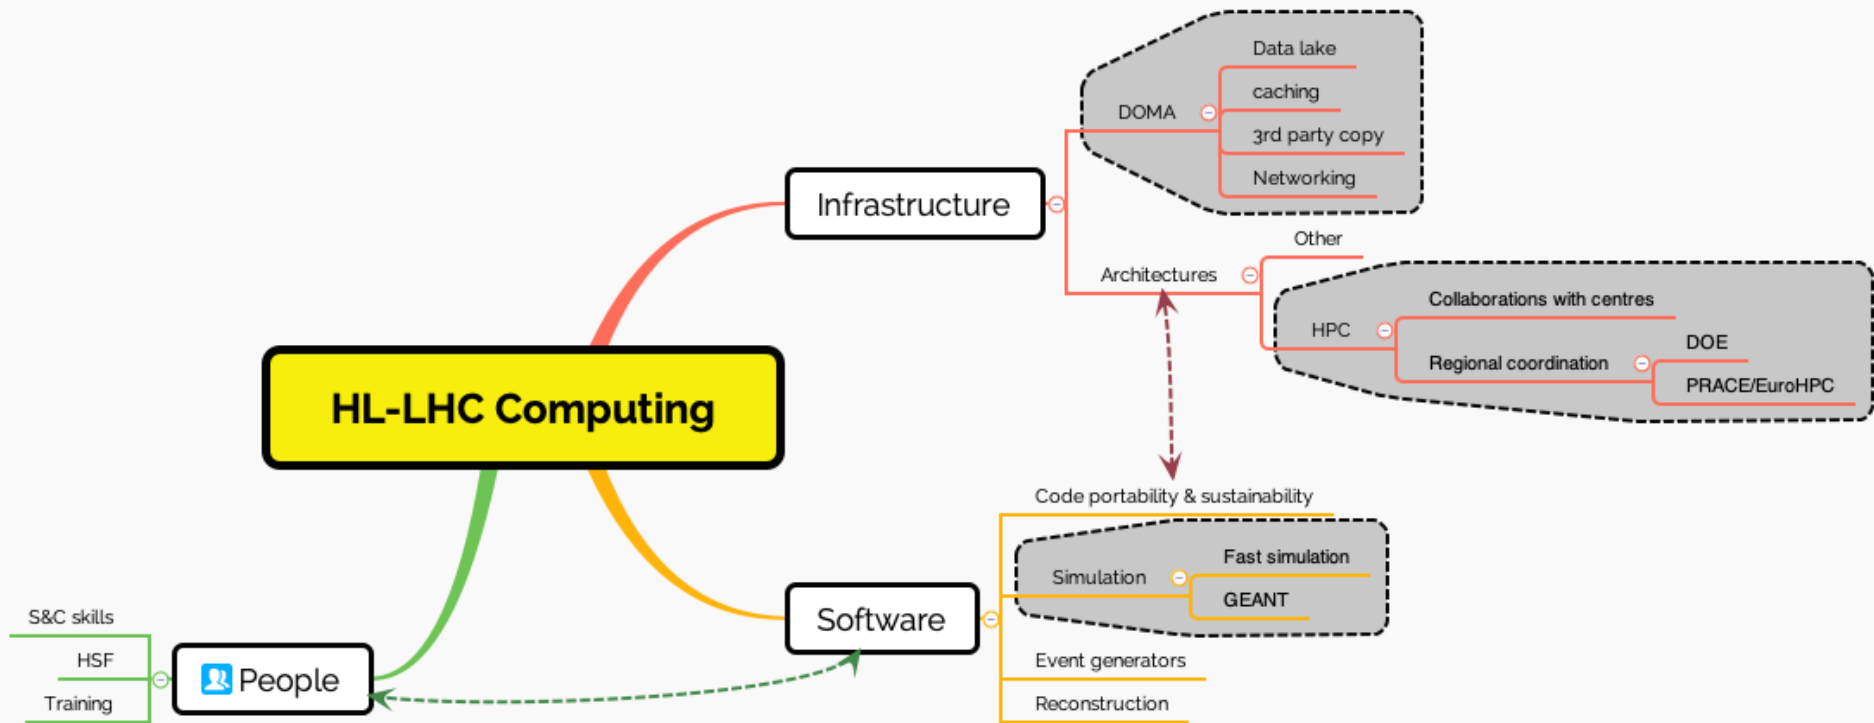 Data lake
caching
DOMA
3rd party copy
Networking
Infrastructure
Other
Architectures
Collaborations with centres
HPC
DOE
Regional coordination
PRACE/EuroHPC
HL-LHC Computing
Code portability & sustainability
Fast simulation
Simulation
GEANT
Software
Event generators
Reconstruction
S&C skills
HSF
People
Training